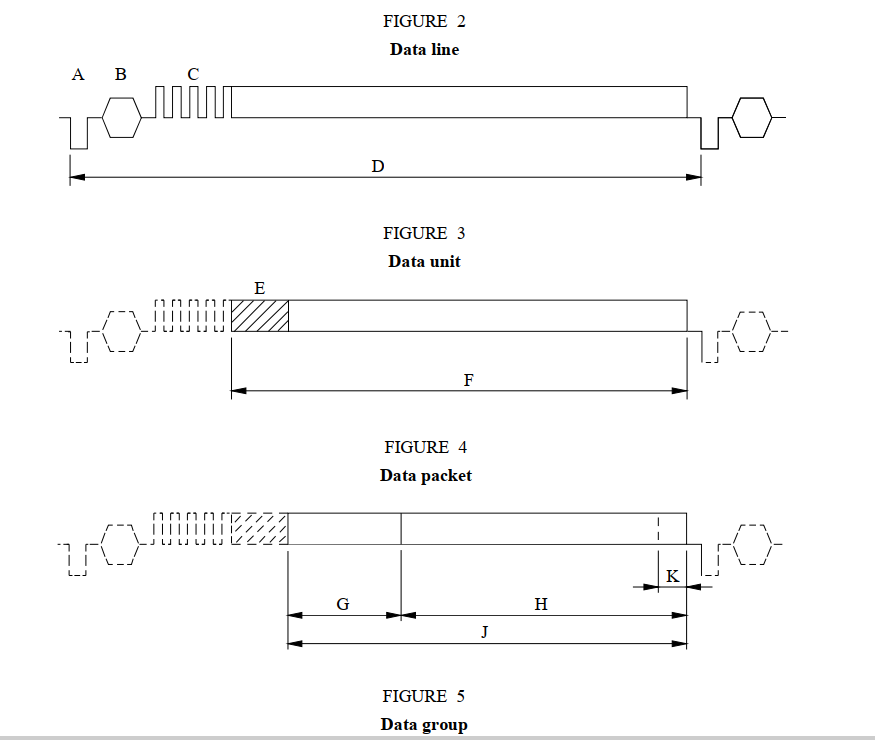 FIGURE 2
Data line
A B C
D
FIGURE 3
Data unit
E
F
FIGURE 4
Data packet
K
G H
J
FIGURE 5
Data group